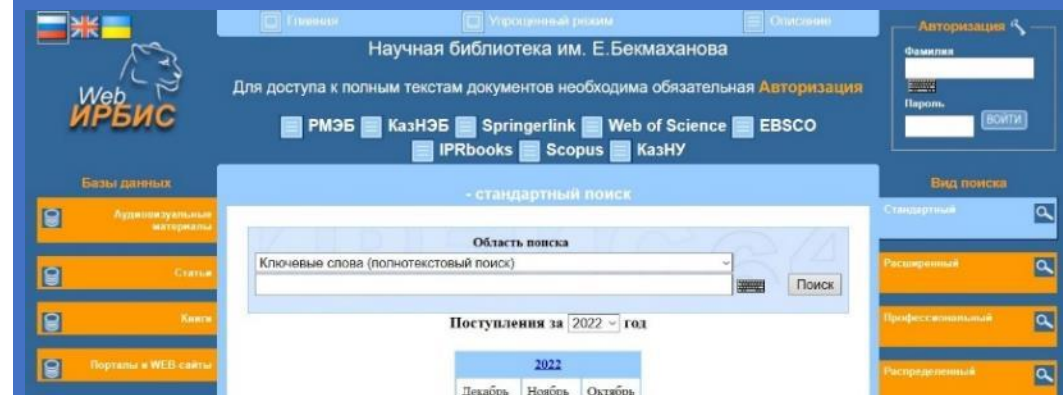 Главная Упрощенный режим Описание
Научная библиотека им. Е.Бекмаханова
Для доступа к полным текстам документов необходима обязательная Авторизация
РМЭБ КазНЭБ Springerlink Web of Science EBSCO
IPRbooks Scopus КазНУ
Web
ИРБИС
Авторизация
Фамилия
Пароль
ВОЙТИ
Базы данных
Аудиовизуальные
материалы
Статьи
Книги
Порталы и WEB-сайты
- стандартный поиск
Область поиска
Ключевые слова (полнотекстовый поиск)
Поиск
Поступления за 2022 год
2022
Декабрь Ноябрь Октябрь
Вид поиска
Стандартный
Расширенный
Профессиональный
Распределенный